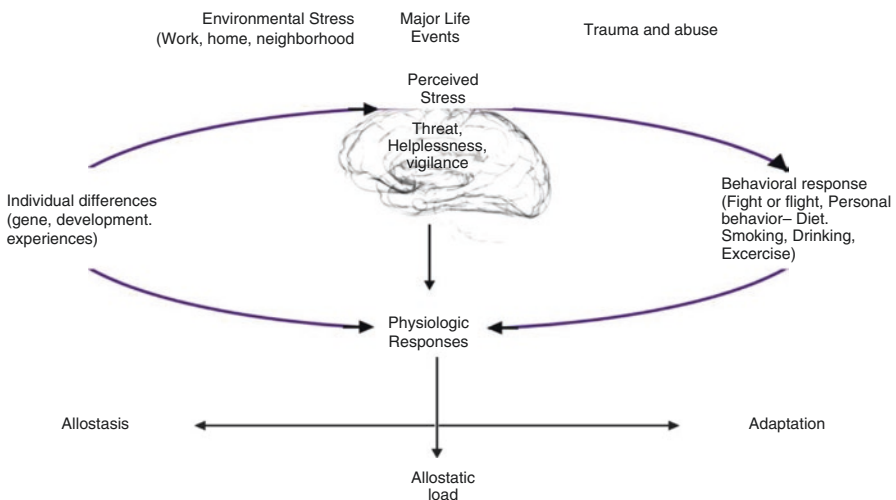 Environmental Stress
(Work, home, neighborhood
Major Life
Events
Trauma and abuse
Perceived
Stress
Threat,
Helplessness,
vigilance
Individual differences
(gene, development.
experiences)
Behavioral response
(Fight or flight, Personal
behavior– Diet.
Smoking, Drinking,
Excercise)
Physiologic
Responses
Allostasis
Adaptation
Allostatic
load